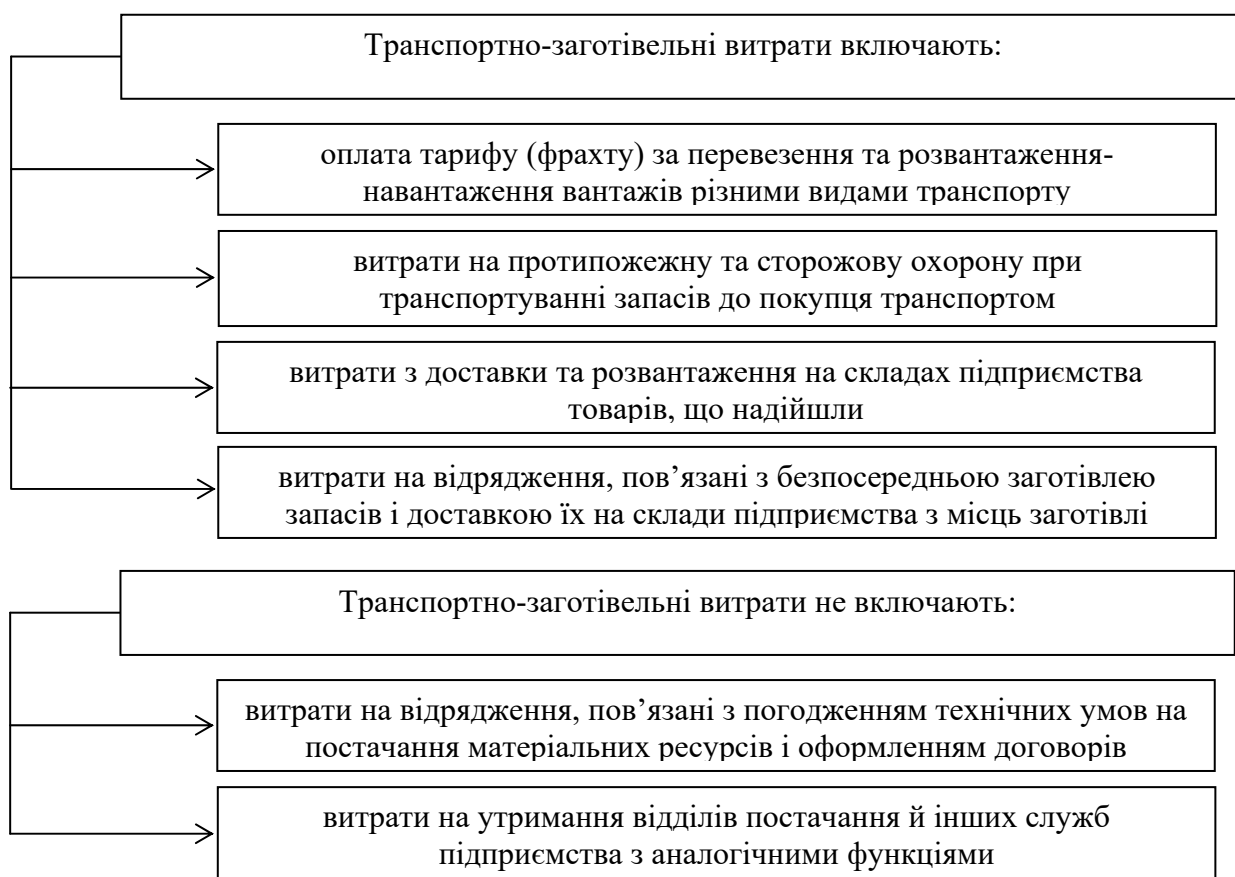 Транспортно-заготівельні витрати включають:
оплата тарифу (фрахту) за перевезення та розвантаження-
навантаження вантажів різними видами транспорту
витрати на протипожежну та сторожову охорону при
транспортуванні запасів до покупця транспортом
витрати з доставки та розвантаження на складах підприємства
товарів, що надійшли
витрати на відрядження, пов’язані з безпосередньою заготівлею
запасів і доставкою їх на склади підприємства з місць заготівлі
Транспортно-заготівельні витрати не включають:
витрати на відрядження, пов’язані з погодженням технічних умов на
постачання матеріальних ресурсів і оформленням договорів
витрати на утримання відділів постачання й інших служб
підприємства з аналогічними функціями